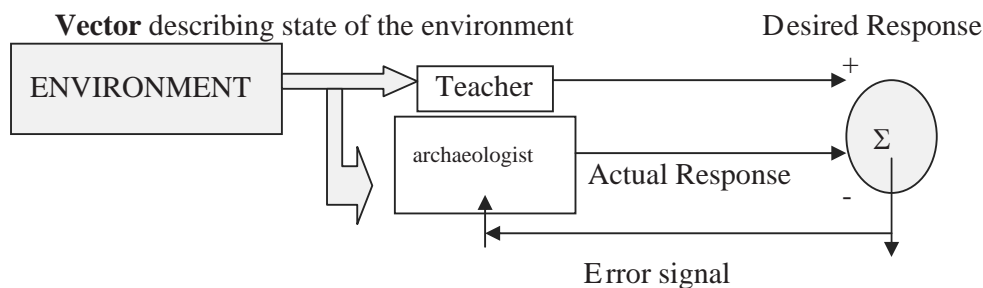 Vector describing state of the environment
Desired Response
ENVIRONMENT
Teacher
+
archaeologist
Σ
Actual Response
-
Error signal